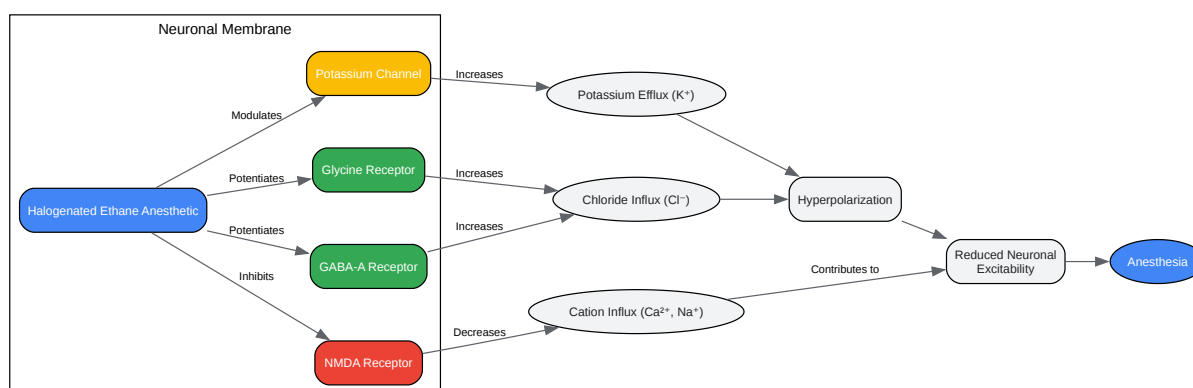 Neuronal Membrane
Potassium Channel
Increases
Potassium Efflux (K⁺)
Modulates
Glycine Receptor
Potentiates
Increases
Chloride Influx (Cl⁻)
Hyperpolarization
Halogenated Ethane Anesthetic
Potentiates
Increases
GABA-A Receptor
Reduced Neuronal
Excitability
Anesthesia
Inhibits
Contributes to
Cation Influx (Ca²⁺, Na⁺)
Decreases
NMDA Receptor